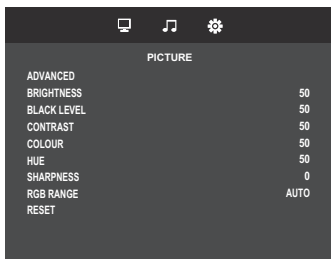 PICTURE
ADVANCED
BRIGHTNESS 50
BLACK LEVEL 50
CONTRAST 50
COLOUR 50
HUE 50
SHARPNESS 0
RGB RANGE AUTO
RESET